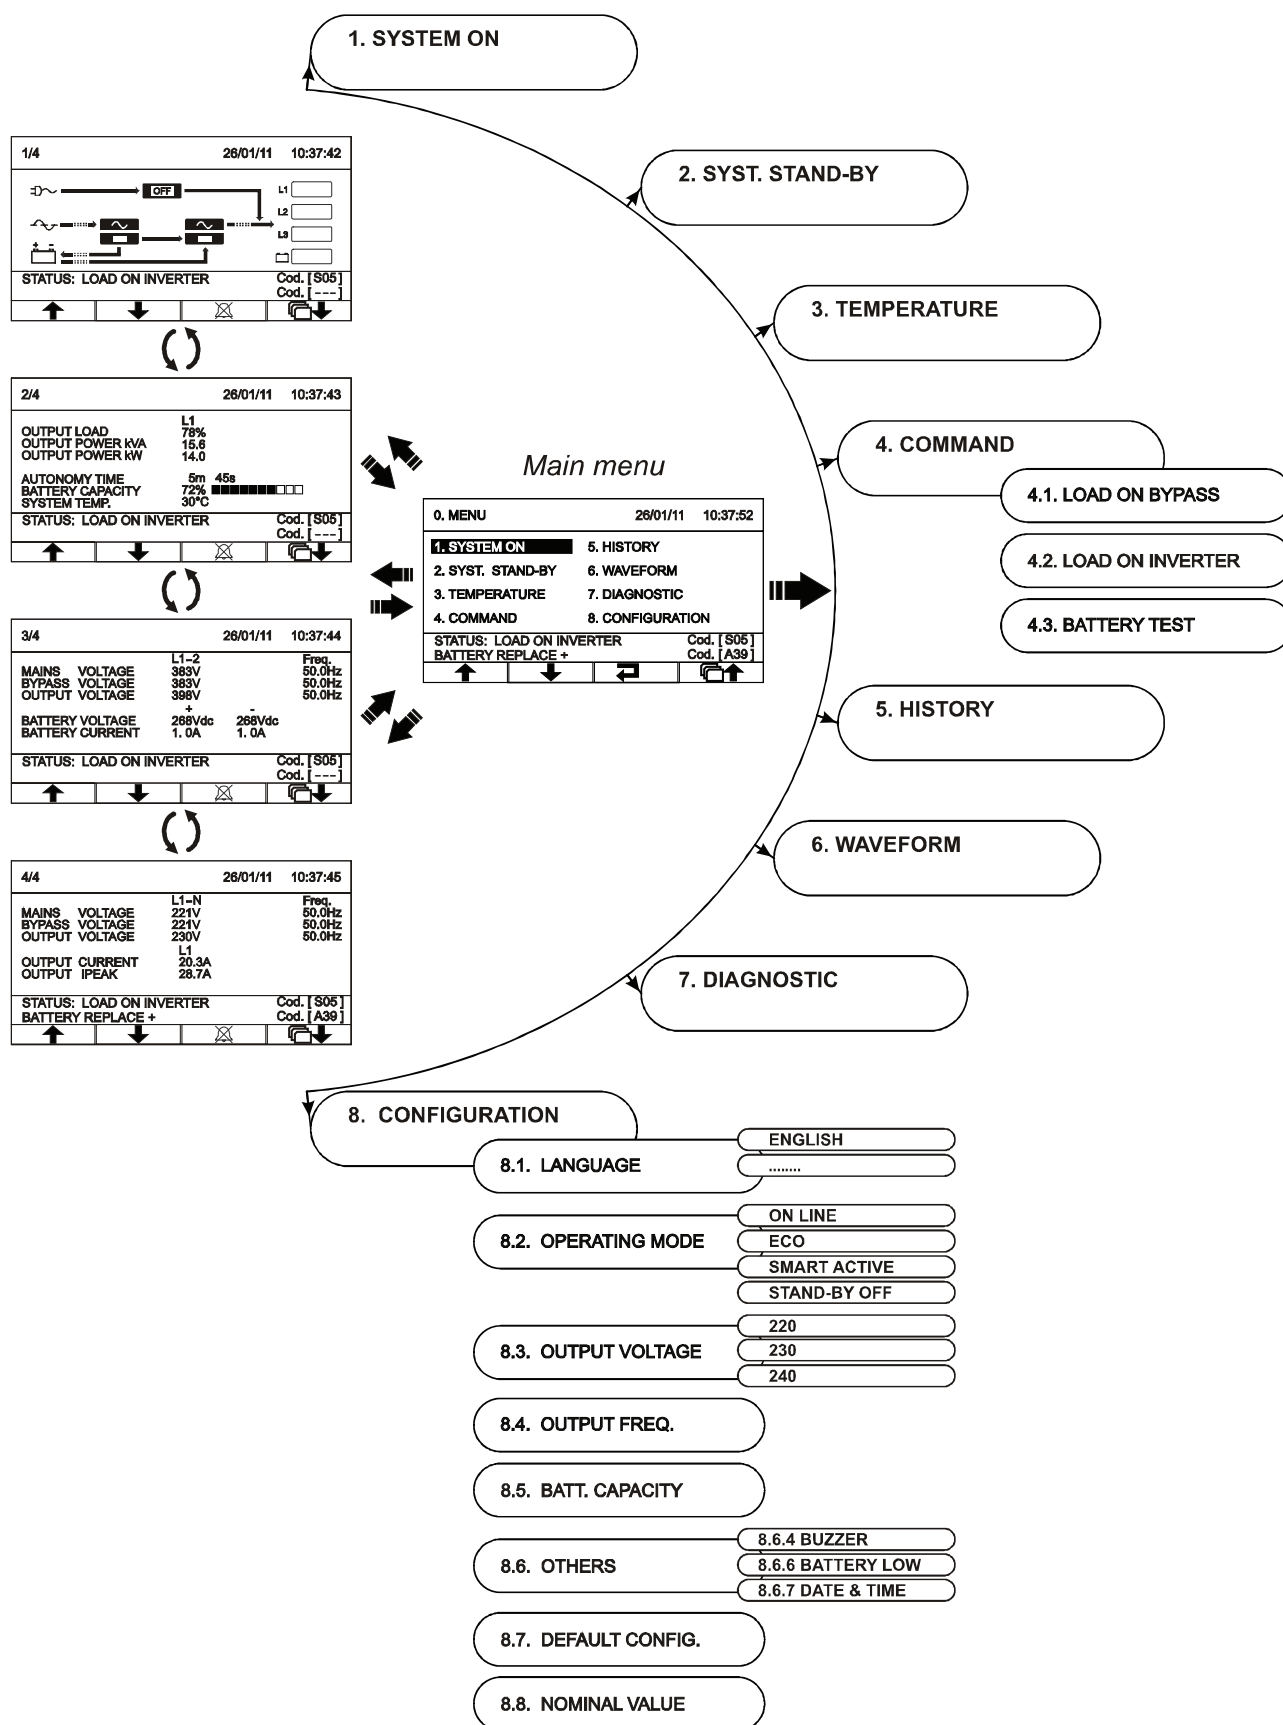 1. SYSTEM ON
2. SYST. STAND-BY
3. TEMPERATURE
4. COMMAND
4.1. LOAD ON BYPASS
4.2. LOAD ON INVERTER
4.3. BATTERY TEST
5. HISTORY
6. WAVEFORM
7. DIAGNOSTIC
1/4 26/01/11 10:37:42
OFF
L1
L2
L3
+ -
STATUS: LOAD ON INVERTER Cod. [S05]
Cod. [---]
2/4 26/01/11 10:37:43
L1
OUTPUT LOAD 78%
OUTPUT POWER kVA 15.6
OUTPUT POWER kW 14.0
AUTONOMY TIME 5m 45s
BATTERY CAPACITY 72%
SYSTEM TEMP. 30°C
STATUS: LOAD ON INVERTER Cod. [S05]
Cod. [---]
3/4 26/01/11 10:37:44
L1-2 Freq.
MAINS VOLTAGE 383V 50.0Hz
BYPASS VOLTAGE 383V 50.0Hz
OUTPUT VOLTAGE 398V 50.0Hz
+ -
BATTERY VOLTAGE 268Vdc 268Vdc
BATTERY CURRENT 1. 0A 1. 0A
STATUS: LOAD ON INVERTER Cod. [S05]
Cod. [---]
4/4 26/01/11 10:37:45
L1-N Freq.
MAINS VOLTAGE 221V 50.0Hz
BYPASS VOLTAGE 221V 50.0Hz
OUTPUT VOLTAGE 230V 50.0Hz
L1
OUTPUT CURRENT 20.3A
OUTPUT IPEAK 28.7A
STATUS: LOAD ON INVERTER Cod. [S05]
BATTERY REPLACE + Cod. [A39]
Main menu
0. MENU 26/01/11 10:37:52
1. SYSTEM ON 5. HISTORY
2. SYST. STAND-BY 6. WAVEFORM
3. TEMPERATURE 7. DIAGNOSTIC
4. COMMAND 8. CONFIGURATION
STATUS: LOAD ON INVERTER Cod. [S05]
BATTERY REPLACE + Cod. [A39]
8. CONFIGURATION
8.1. LANGUAGE
ENGLISH
........
8.2. OPERATING MODE
ON LINE
ECO
SMART ACTIVE
STAND-BY OFF
8.3. OUTPUT VOLTAGE
220
230
240
8.4. OUTPUT FREQ.
8.5. BATT. CAPACITY
8.6. OTHERS
8.6.4 BUZZER
8.6.6 BATTERY LOW
8.6.7 DATE & TIME
8.7. DEFAULT CONFIG.
8.8. NOMINAL VALUE